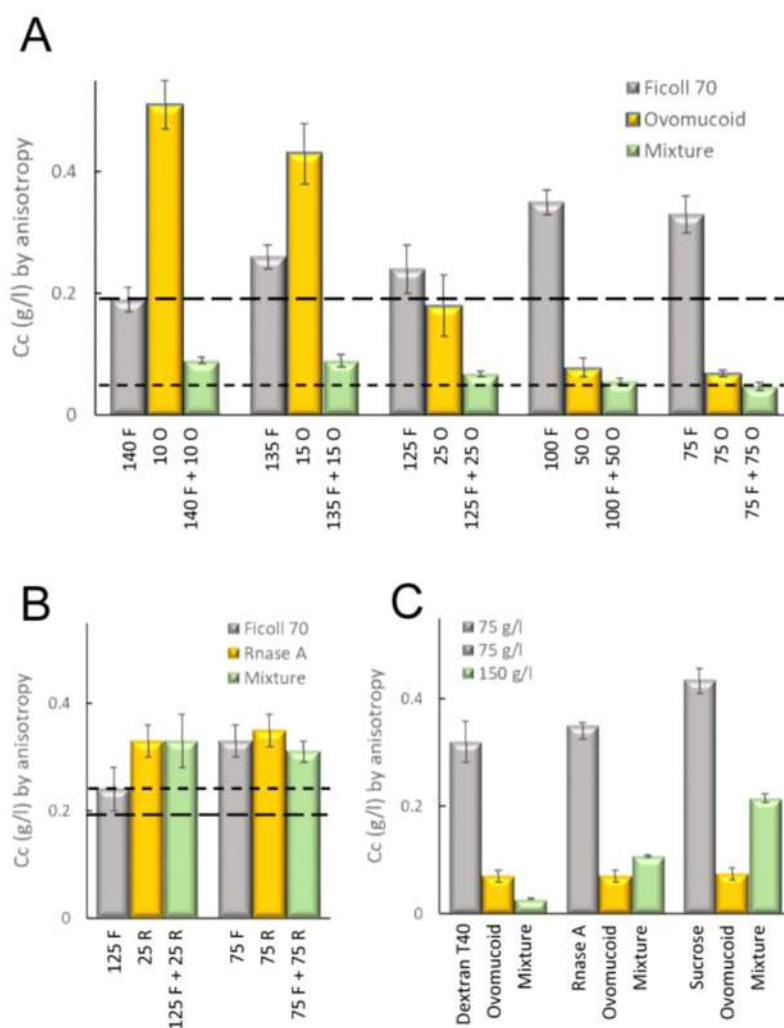 A
Ficoll 70
Ovomucoid
Mixture
Cc (g/l) by anisotropy
0.4
0.2
0
140 F
10 O
140 F + 10 O
135 F
15 O
135 F + 15 O
125 F
25 O
125 F + 25 O
100 F
50 O
100 F + 50 O
75 F
75 O
75 F + 75 O
B
Ficoll 70
Rnase A
Mixture
Cc (g/l) by anisotropy
0.4
0.2
0
125 F
25 R
125 F + 25 R
75 F
75 R
75 F + 75 R
C
75 g/l
75 g/l
150 g/l
Cc (g/l) by anisotropy
0.4
0.2
0
Dextran T40
Ovomucoid
Mixture
Rnase A
Ovomucoid
Mixture
Sucrose
Ovomucoid
Mixture